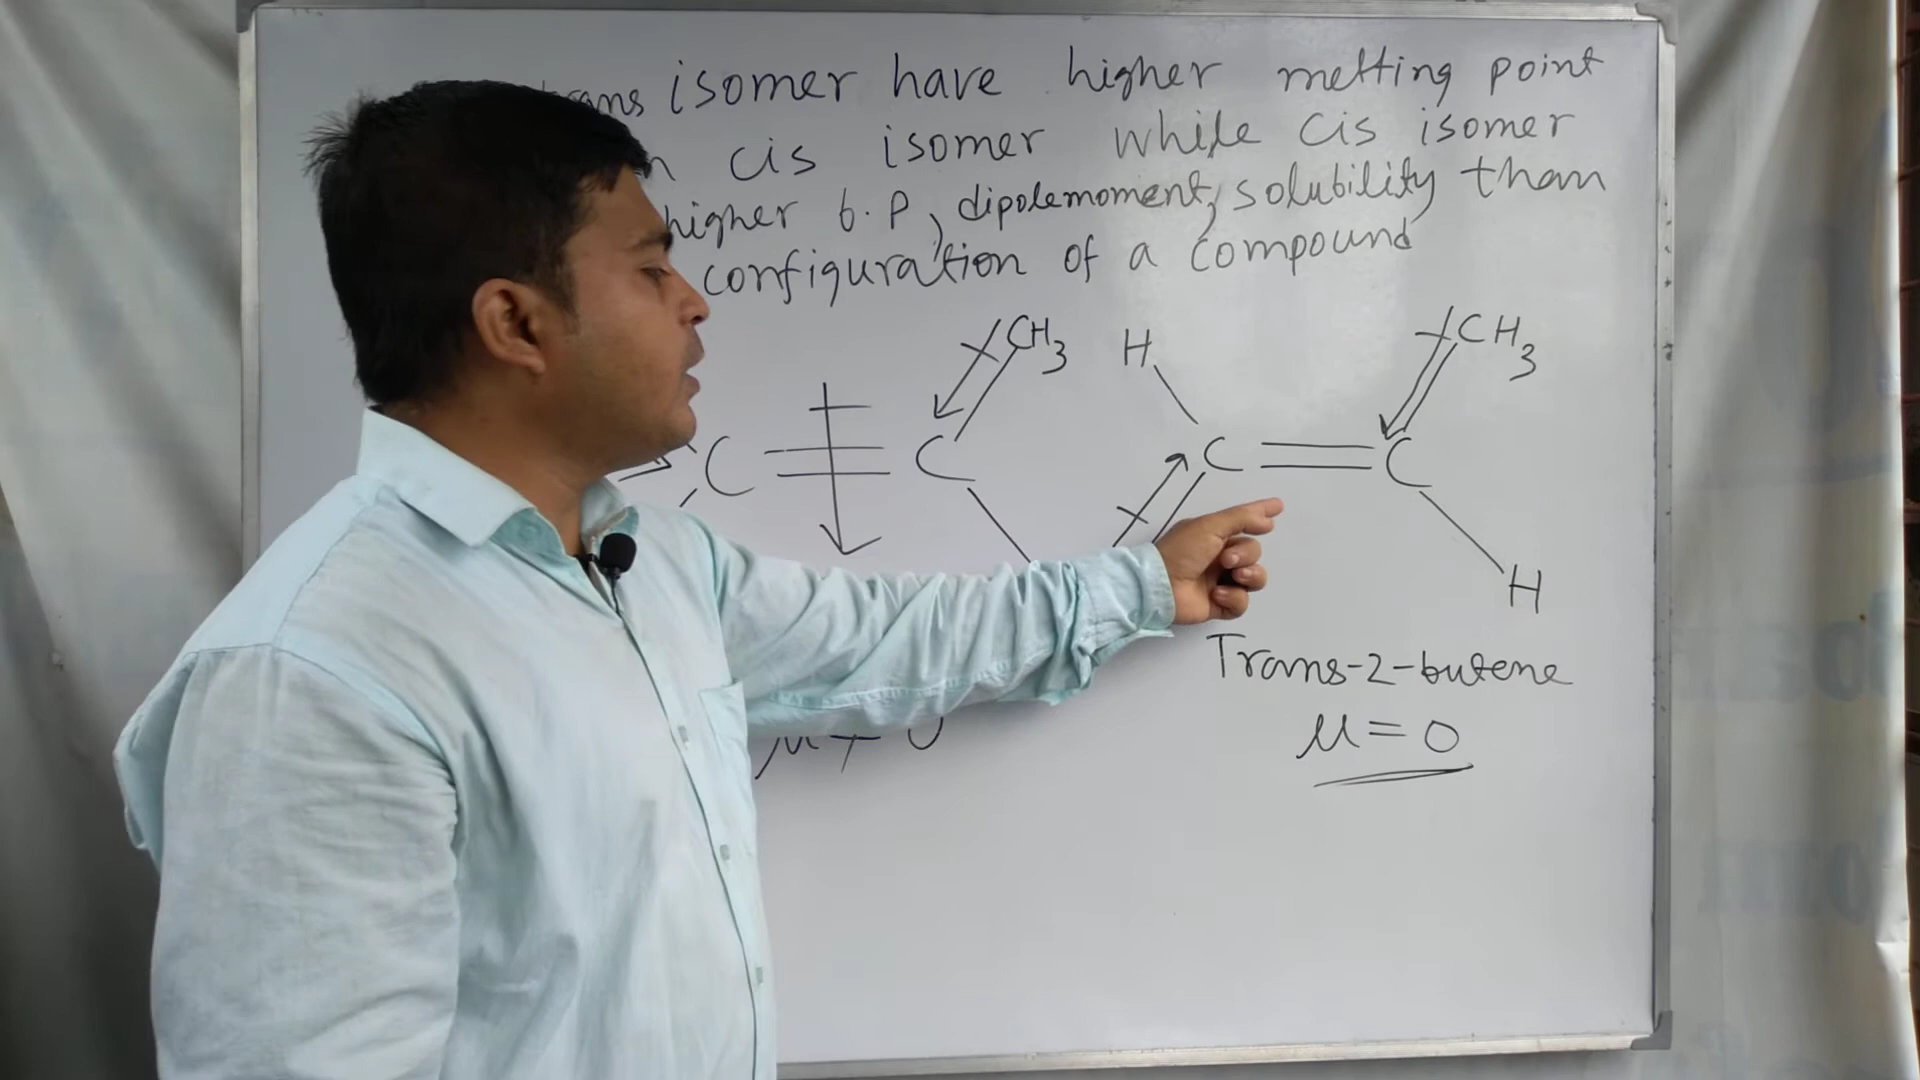 isomer have higher melting point
cis isomer while cis isomer
higher b.P, dipolemoment, solubility than
configuration of a compound
CH3 H CH3
C C C C
H
Trans-2-butene
μ = 0
μ ≠ 0